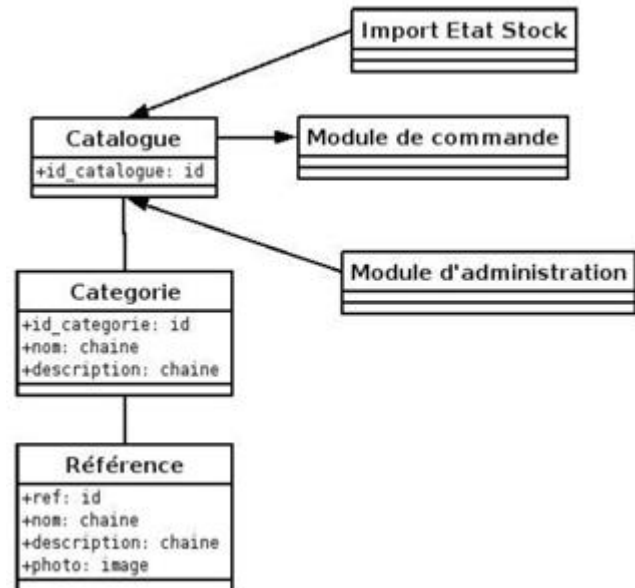 Import Etat Stock
Catalogue
+id_catalogue: id
Module de commande
Module d'administration
Categorie
+id_categorie: id
+nom: chaine
+description: chaine
Référence
+ref: id
+nom: chaine
+description: chaine
+photo: image